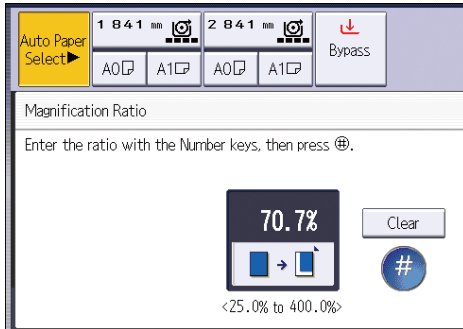 Auto Paper
Select▶
1 841 mm
2 841 mm
Bypass
A0
A1
A0
A1
Magnification Ratio
Enter the ratio with the Number keys, then press #.
70.7%
Clear
#
<25.0% to 400.0%>